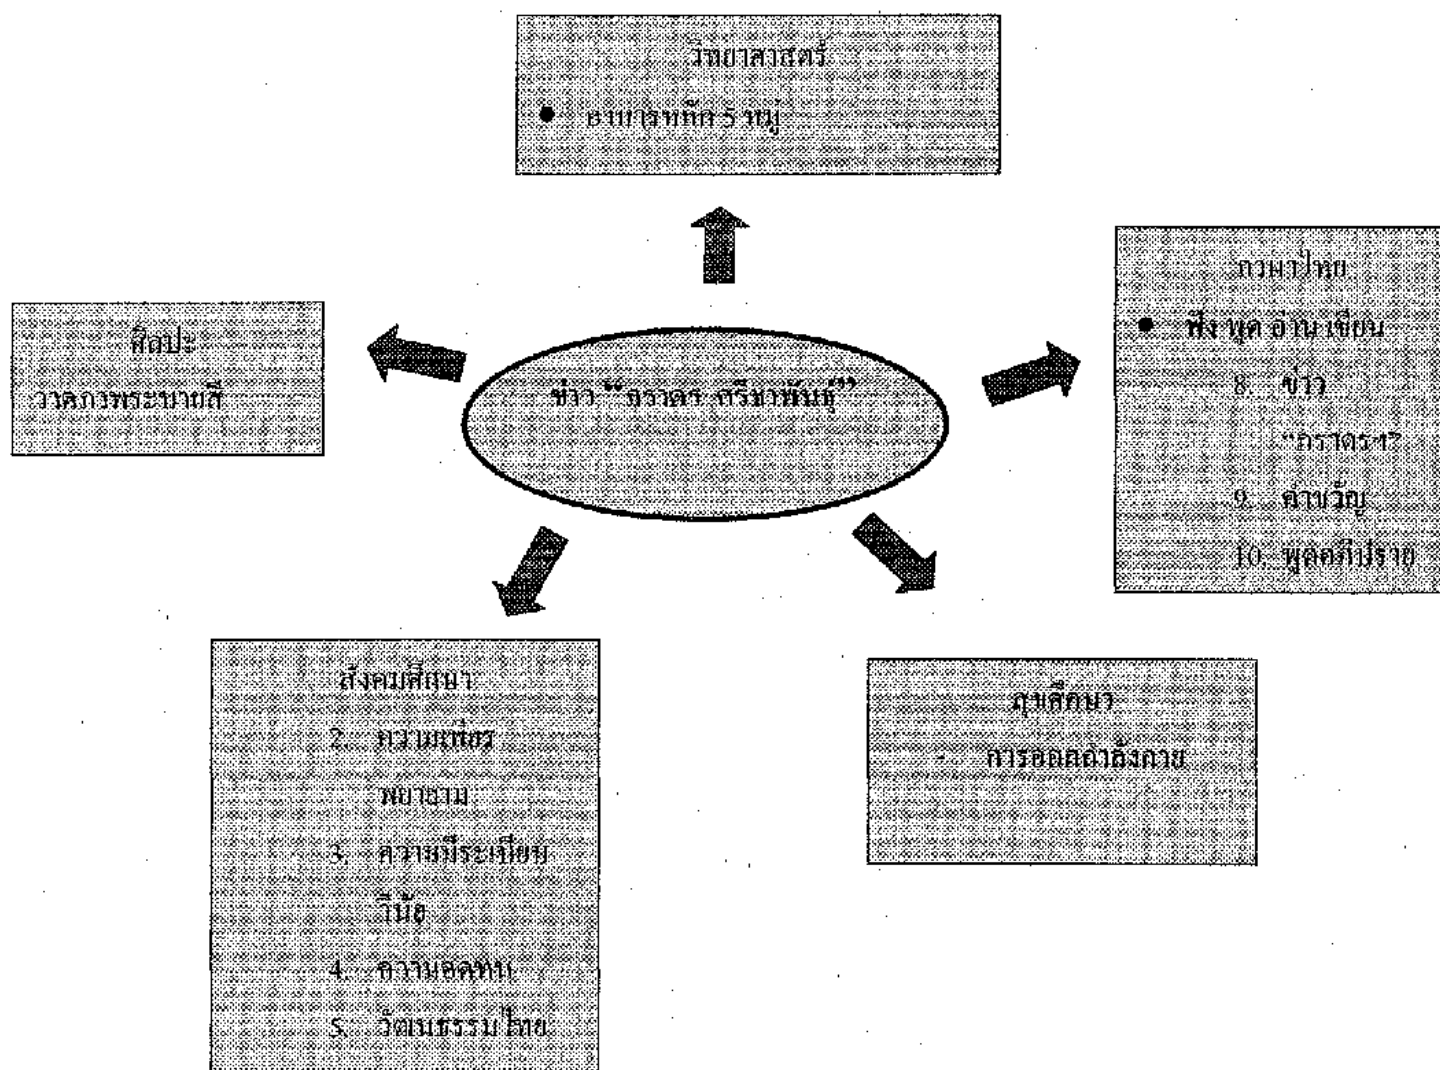 วิทยาศาสตร์
● อาหารหลัก 5 หมู่
ภาษาไทย
● ฟัง พูด อ่าน เขียน
8. ข่าว
“ภราดรฯ”
9. คำขวัญ
10. พูดอภิปราย
ศิลปะ
วาดภาพระบายสี
ข่าว “ภราดร ศรีชาพันธุ์”
สังคมศึกษา
2. ความเพียร
พยายาม
3. ความมีระเบียบ
วินัย
4. ความอดทน
5. วัฒนธรรมไทย
สุขศึกษา
- การออกกำลังกาย